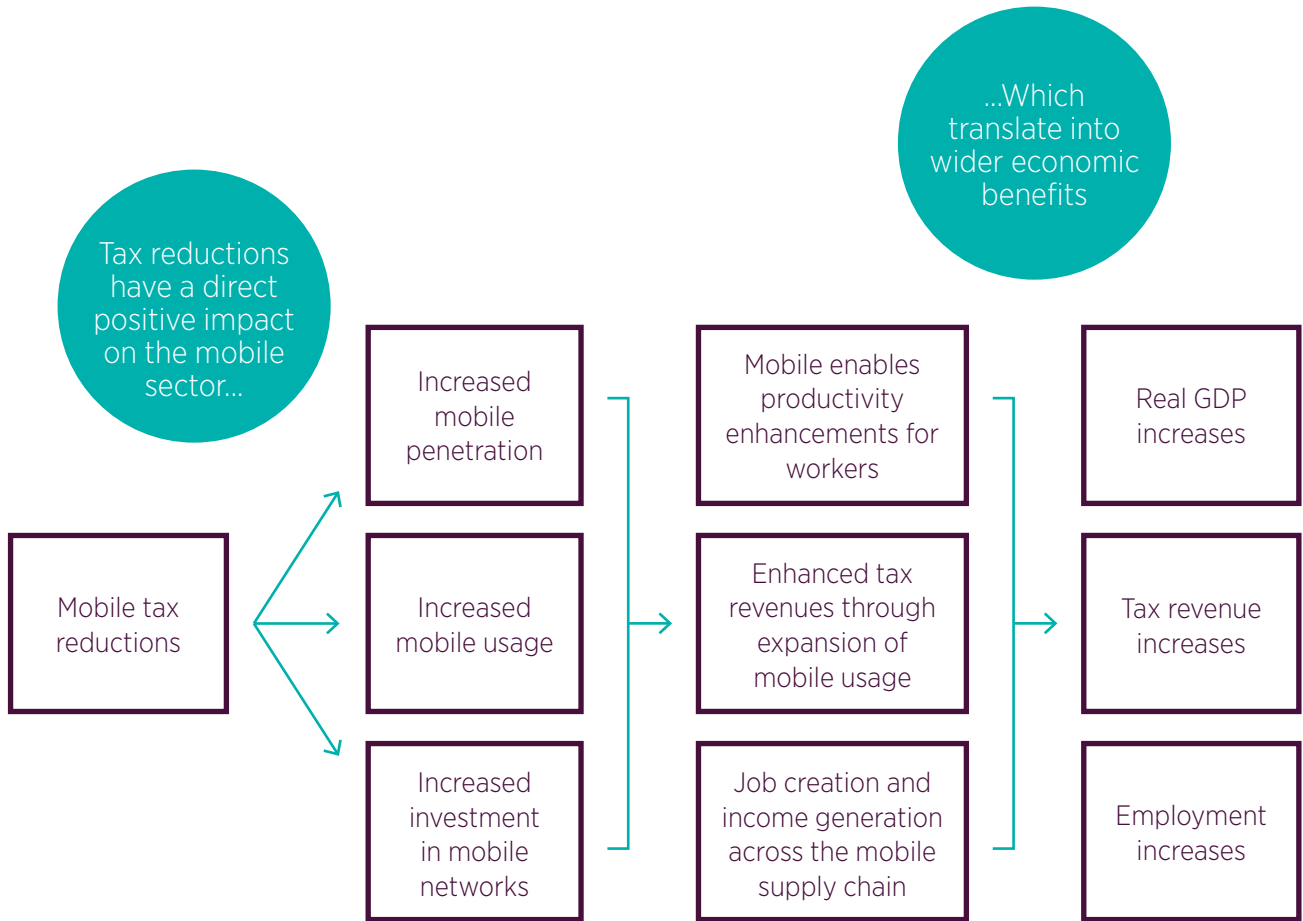 ...Which
translate into
wider economic
benefits
Tax reductions
have a direct
positive impact
on the mobile
sector...
Mobile tax
reductions
Increased
mobile
penetration
Increased
mobile usage
Increased
investment
in mobile
networks
Mobile enables
productivity
enhancements for
workers
Enhanced tax
revenues through
expansion of
mobile usage
Job creation and
income generation
across the mobile
supply chain
Real GDP
increases
Tax revenue
increases
Employment
increases